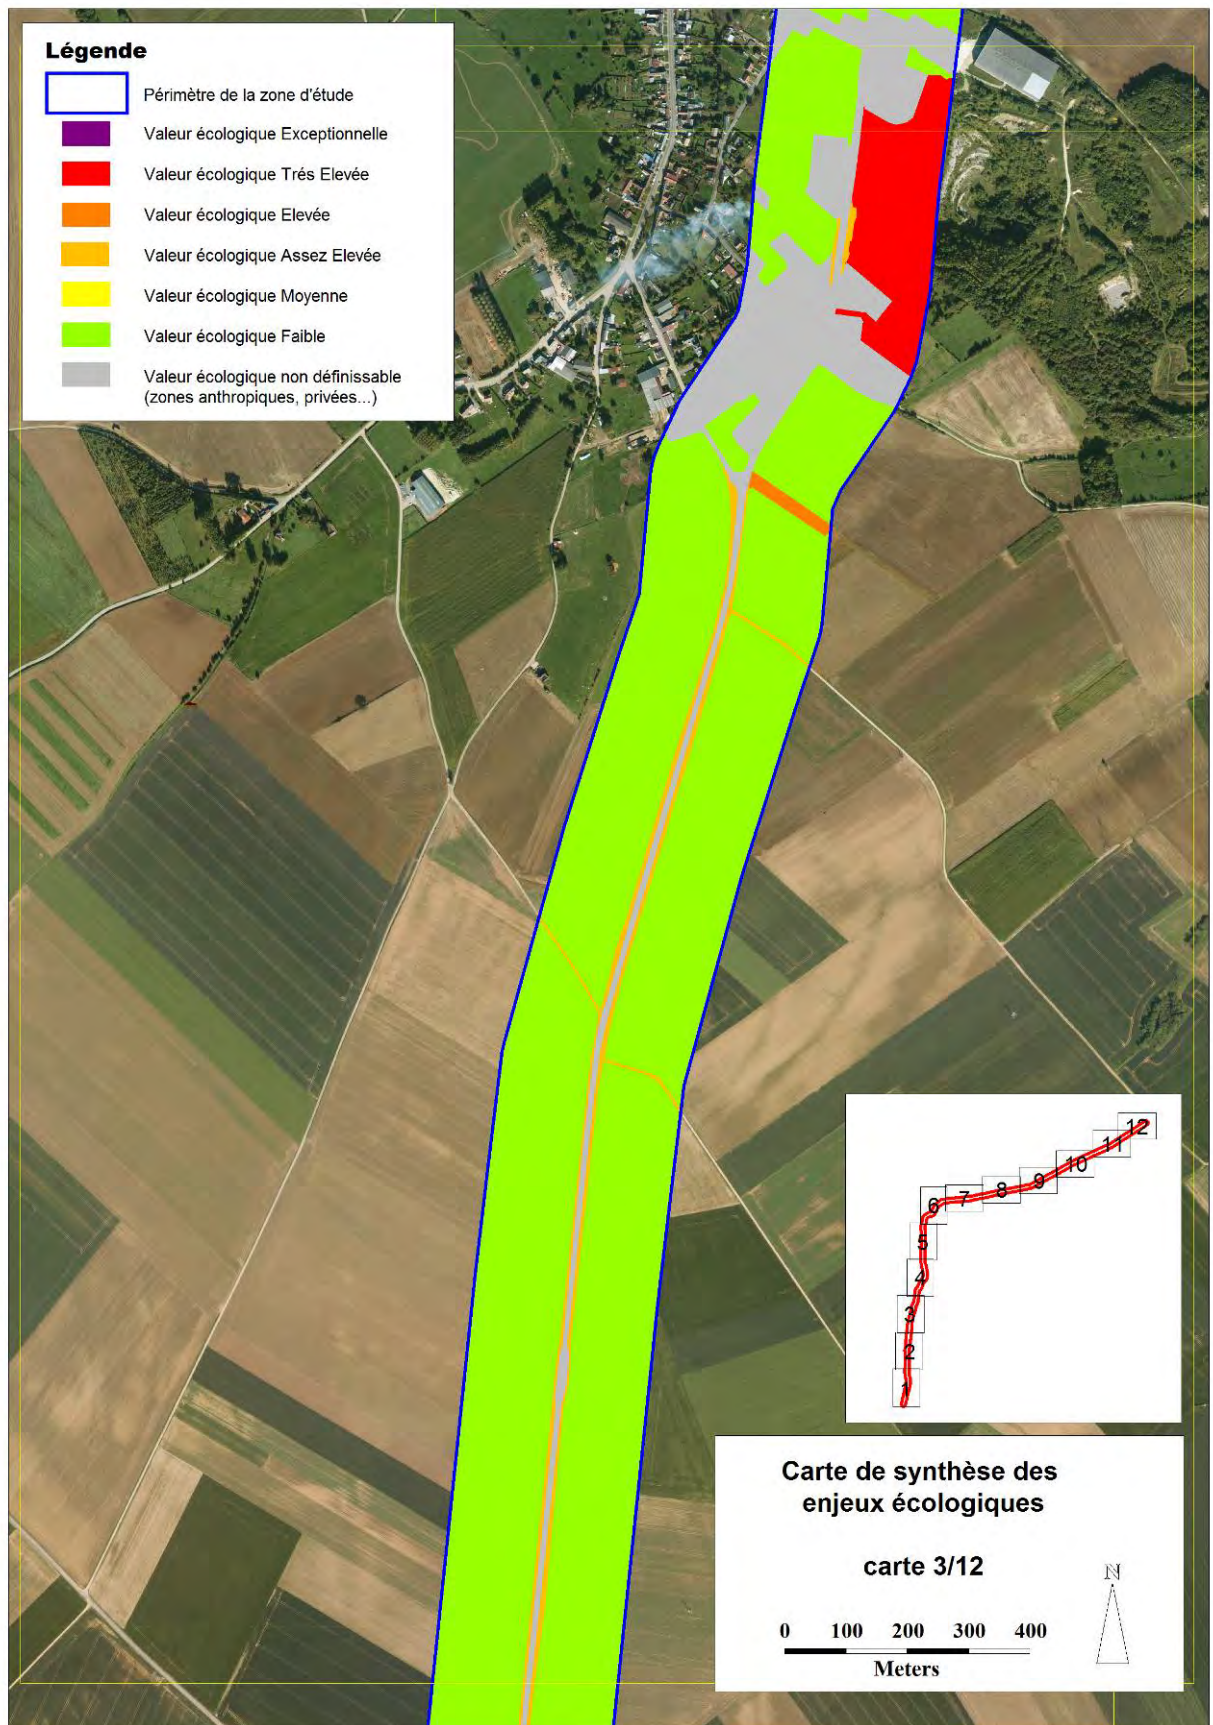 Légende
Périmètre de la zone d'étude
Valeur écologique Exceptionnelle
Valeur écologique Trés Elevée
Valeur écologique Elevée
Valeur écologique Assez Elevée
Valeur écologique Moyenne
Valeur écologique Faible
Valeur écologique non définissable
(zones anthropiques, privées...)
12
11
10
9
8
7
6
5
4
3
2
1
Carte de synthèse des
enjeux écologiques
carte 3/12
N
0 100 200 300 400
Meters